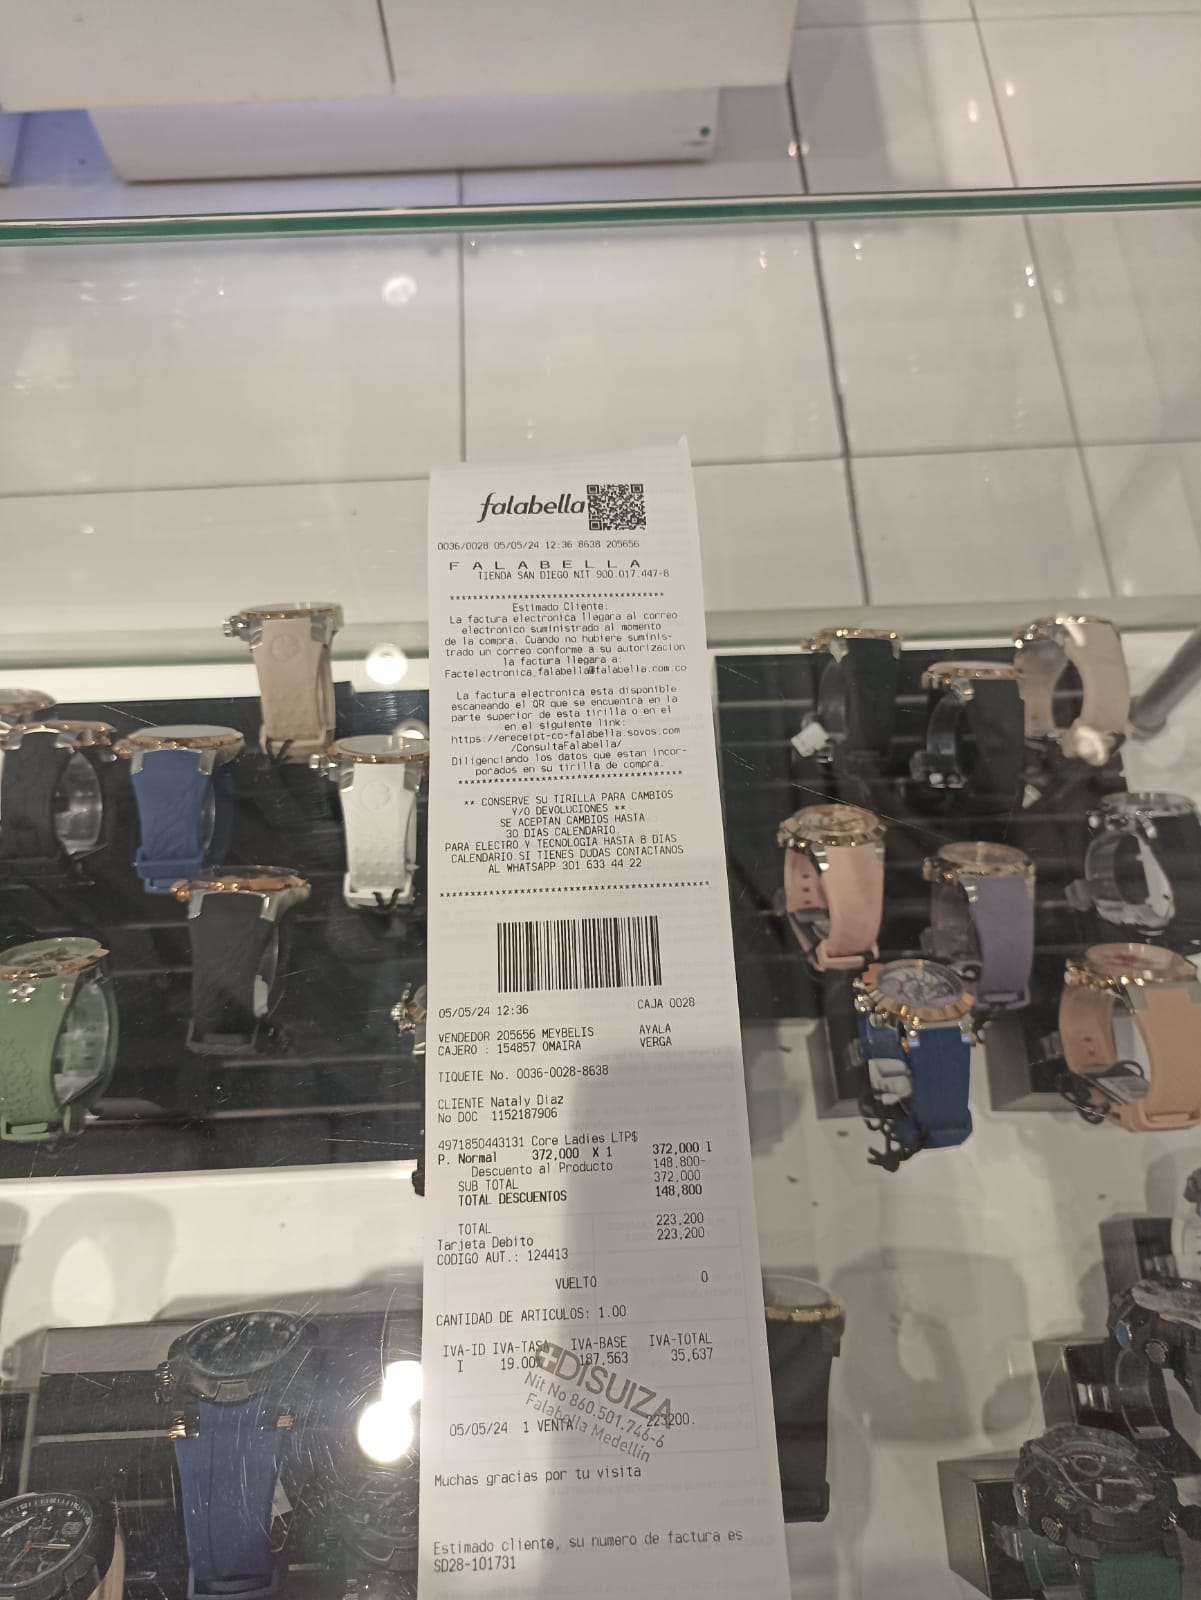 falabella
0036/0028 05/05/24 12:36 8638 205656
F A L A B E L L A
TIENDA SAN DIEGO NIT 900.017.447-8
**************************************
Estimado Cliente:
La factura electronica llegara al correo
electronico suministrado al momento
de la compra. Cuando no hubiere suminis-
trado un correo conforme a su autorizacion
la factura llegara a:
Factelectronica_falabella@falabella.com.co
La factura electronica esta disponible
escaneando el QR que se encuentra en la
parte superior de esta tirilla o en el
en el siguiente link:
https://ereceipt-co-falabella.sovos.com
/ConsultaFalabella/
Diligenciando los datos que estan incor-
porados en su tirilla de compra.
**************************************
** CONSERVE SU TIRILLA PARA CAMBIOS
Y/O DEVOLUCIONES **
SE ACEPTAN CAMBIOS HASTA
30 DIAS CALENDARIO.
PARA ELECTRO Y TECNOLOGIA HASTA 8 DIAS
CALENDARIO.SI TIENES DUDAS CONTACTANOS
AL WHATSAPP 301 633 44 22
**************************************
05/05/24 12:36 CAJA 0028
VENDEDOR 205656 MEYBELIS AYALA
CAJERO : 154857 OMAIRA VERGA
TIQUETE No. 0036-0028-8638
CLIENTE Nataly Diaz
No DOC 1152187906
4971850443131 Core Ladies LTP$
P. Normal 372,000 X 1 372,000 I
Descuento al Producto 148,800-
SUB TOTAL 372,000
TOTAL DESCUENTOS 148,800
TOTAL 223,200
Tarjeta Debito 223,200
CODIGO AUT.: 124413
VUELTO 0
CANTIDAD DE ARTICULOS: 1.00
IVA-ID IVA-TASA IVA-BASE IVA-TOTAL
I 19.00% 187,563 35,637
DISUIZA
Nit No 860.501.746-6
Falabella Medellin
05/05/24 1 VENTA 223200.
Muchas gracias por tu visita
Estimado cliente, su numero de factura es
SD28-101731